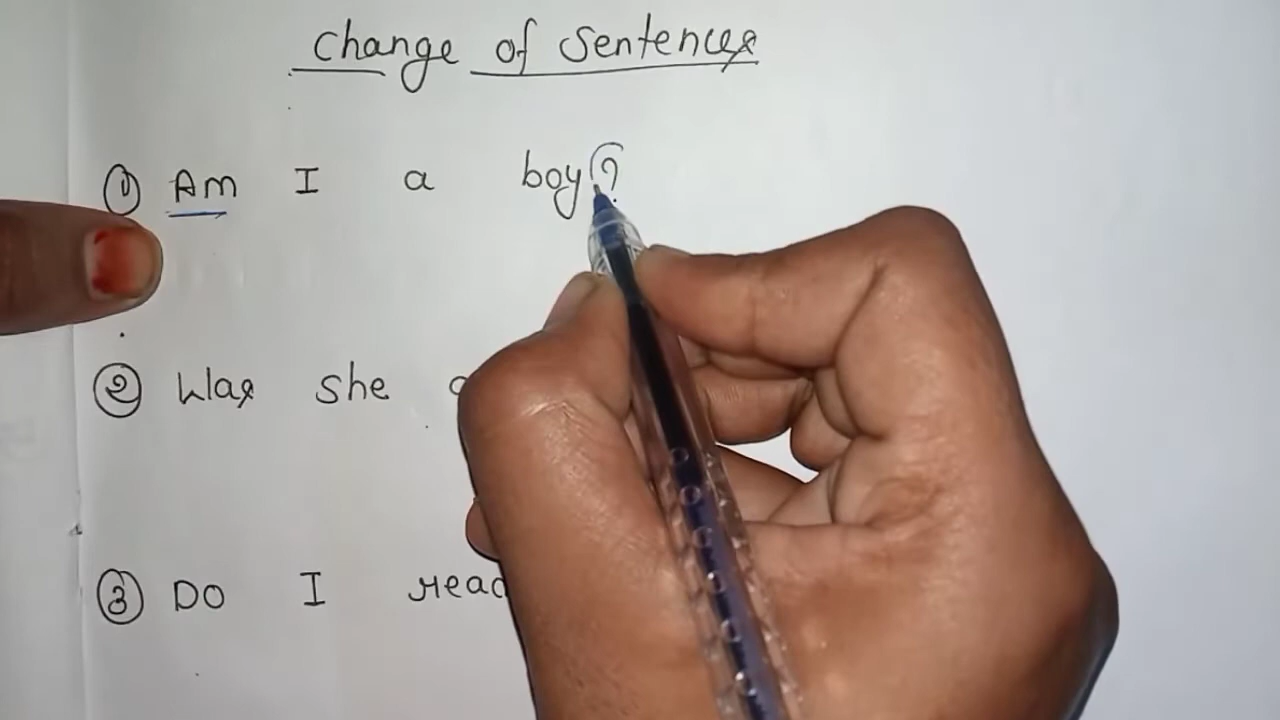 Change of Sentences
① Am I a boy?
② Was she
③ Do I read